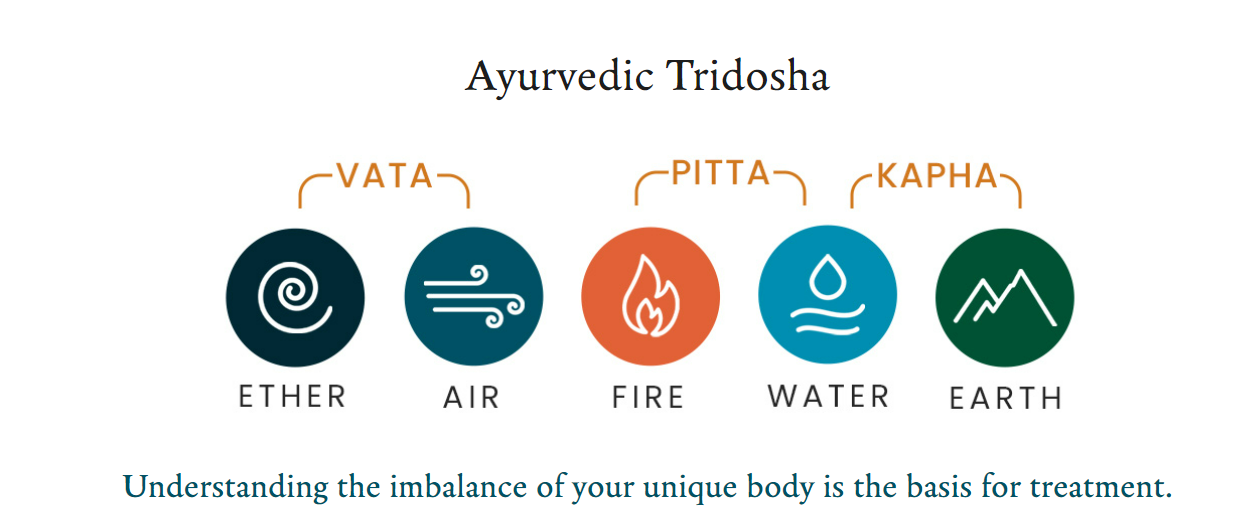 Ayurvedic Tridosha
VATA PITTA KAPHA
ETHER AIR FIRE WATER EARTH
Understanding the imbalance of your unique body is the basis for treatment.